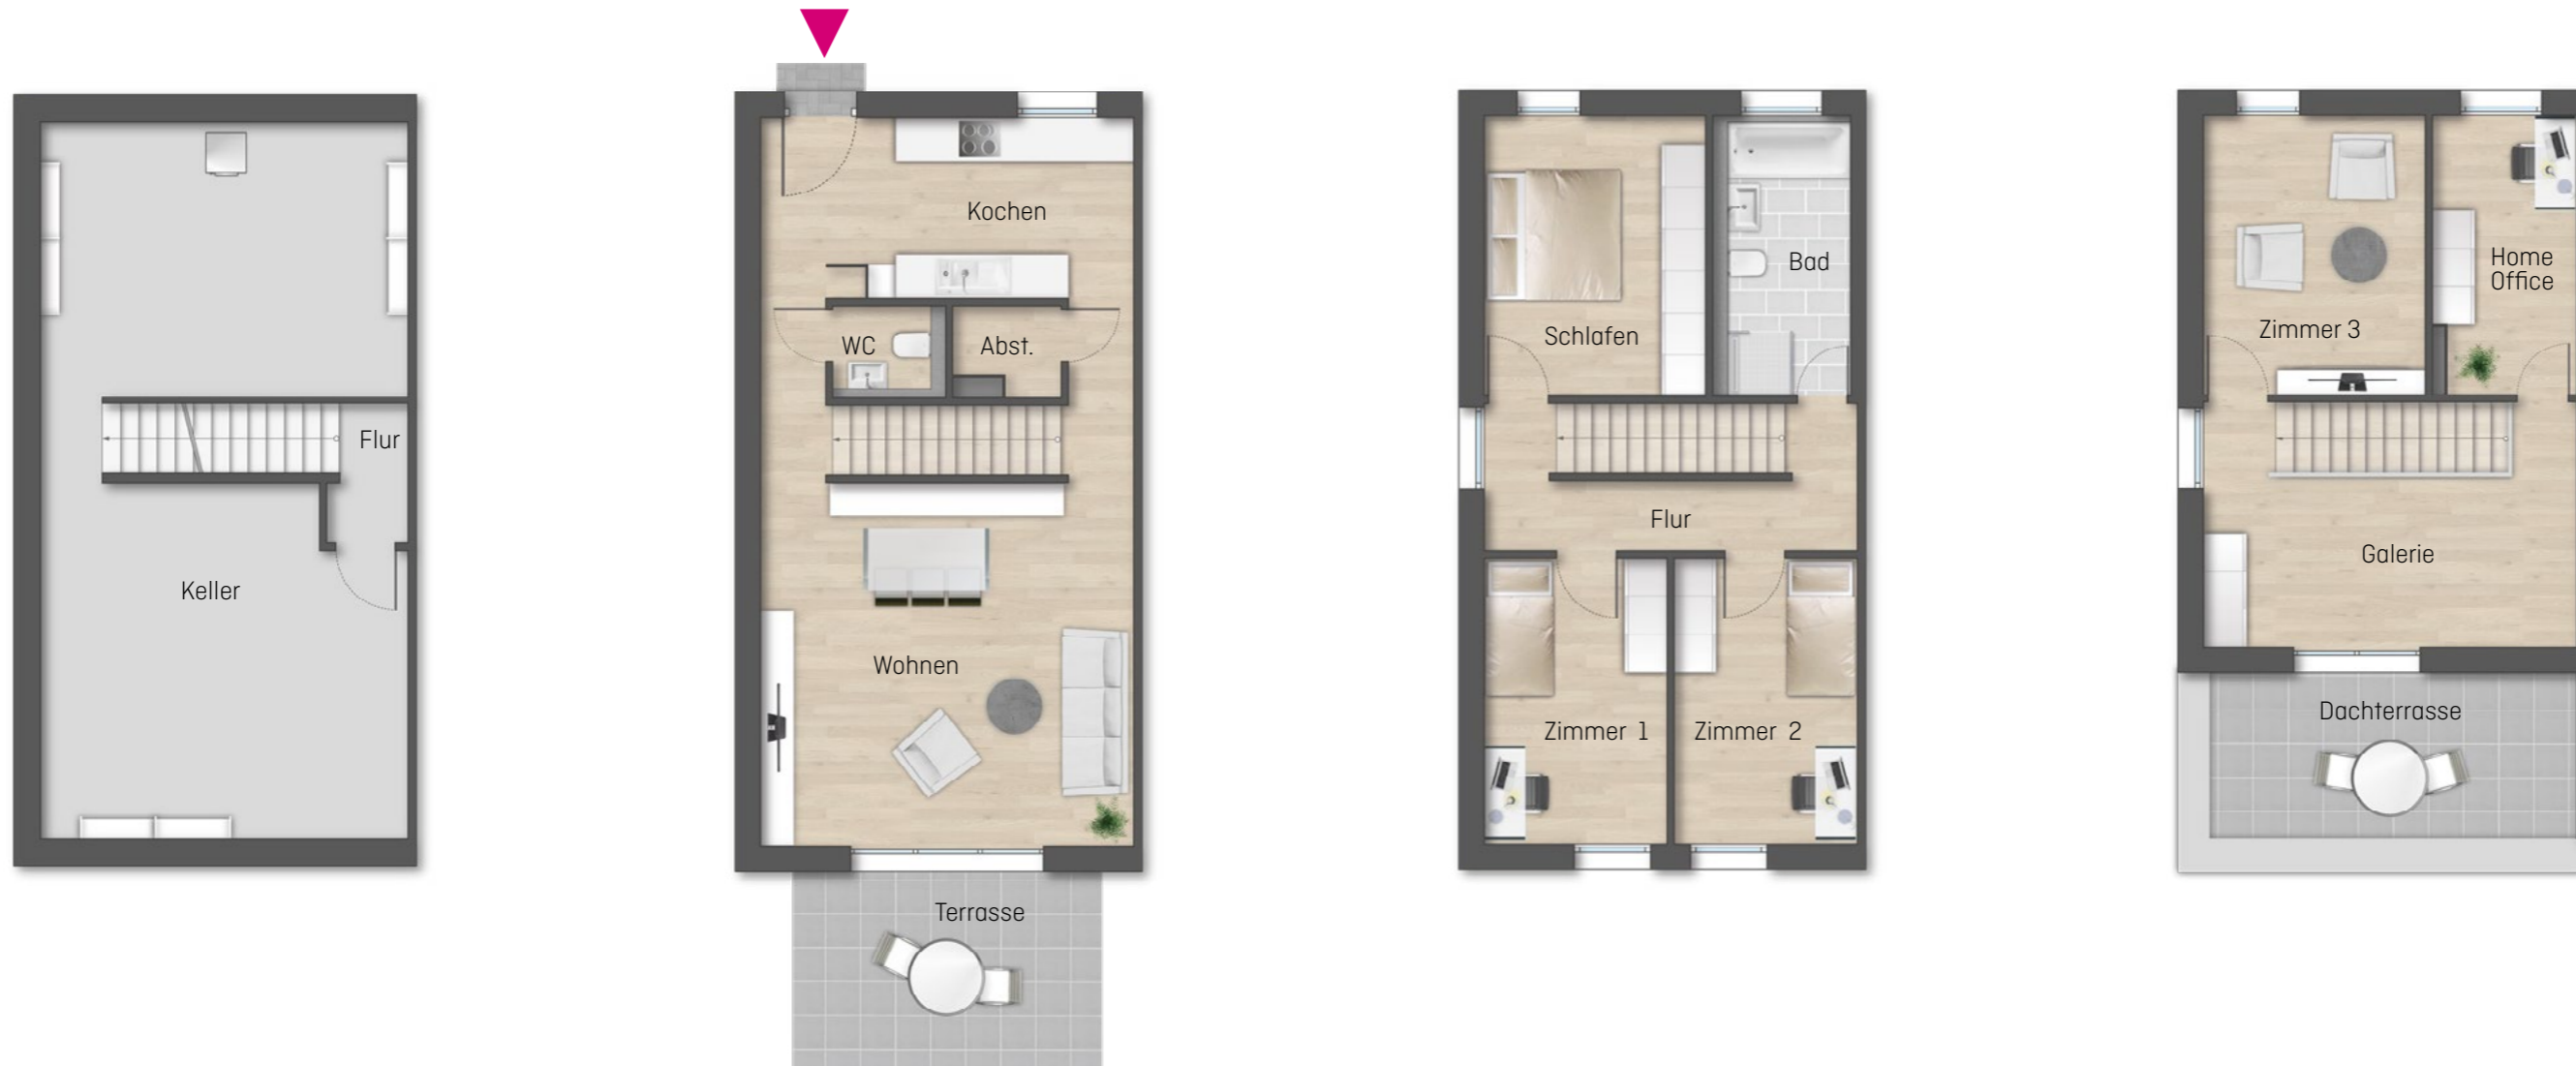 Flur
Keller
Kochen
WC
Abst.
Wohnen
Terrasse
Schlafen
Bad
Flur
Zimmer 1
Zimmer 2
Zimmer 3
Home
Office
Galerie
Dachterrasse